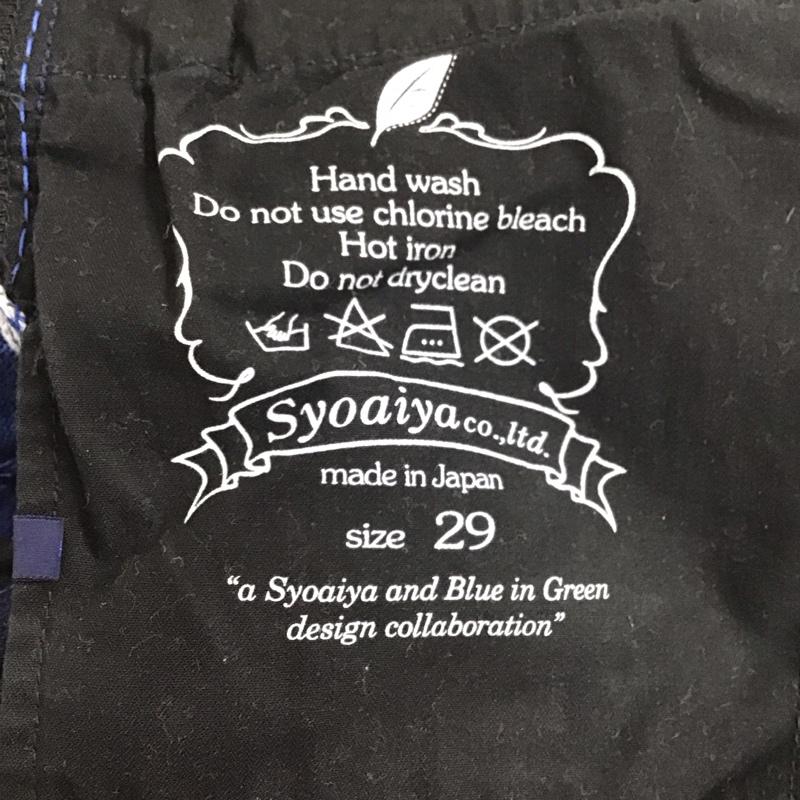 Hand wash
Do not use chlorine bleach
Hot iron
Do not dryclean
Syoaiya co.,ltd.
made in Japan
size 29
“a Syoaiya and Blue in Green
design collaboration”